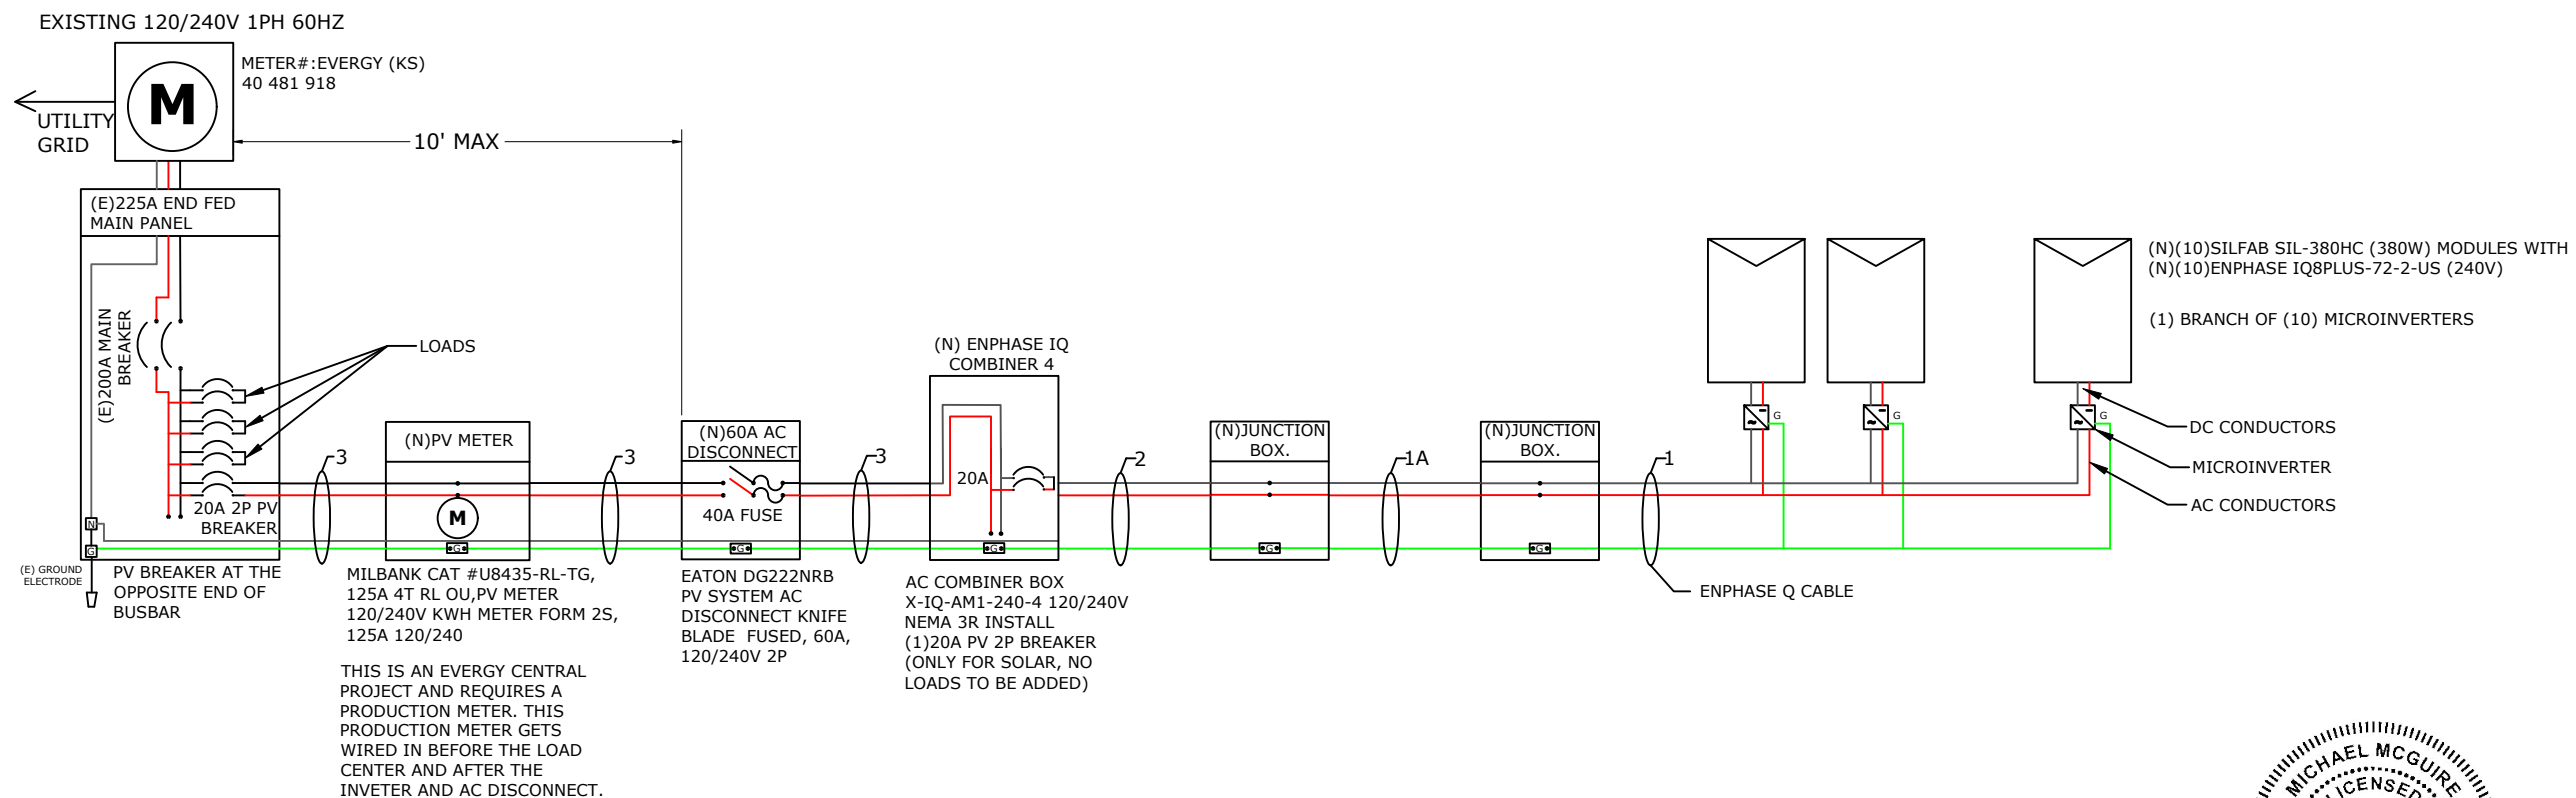 EXISTING 120/240V 1PH 60HZ
METER#:EVERGY (KS)
40 481 918
M
UTILITY
GRID
10' MAX
(E)225A END FED
MAIN PANEL
(E)200A MAIN
BREAKER
LOADS
20A 2P PV
BREAKER
N
G
(E) GROUND
ELECTRODE
PV BREAKER AT THE
OPPOSITE END OF
BUSBAR
3
(N)PV METER
M
G
MILBANK CAT #U8435-RL-TG,
125A 4T RL OU,PV METER
120/240V KWH METER FORM 2S,
125A 120/240
THIS IS AN EVERGY CENTRAL
PROJECT AND REQUIRES A
PRODUCTION METER. THIS
PRODUCTION METER GETS
WIRED IN BEFORE THE LOAD
CENTER AND AFTER THE
INVETER AND AC DISCONNECT.
3
(N)60A AC
DISCONNECT
40A FUSE
G
EATON DG222NRB
PV SYSTEM AC
DISCONNECT KNIFE
BLADE FUSED, 60A,
120/240V 2P
3
(N) ENPHASE IQ
COMBINER 4
20A
G
AC COMBINER BOX
X-IQ-AM1-240-4 120/240V
NEMA 3R INSTALL
(1)20A PV 2P BREAKER
(ONLY FOR SOLAR, NO
LOADS TO BE ADDED)
2
(N)JUNCTION
BOX.
G
1A
(N)JUNCTION
BOX.
G
1
ENPHASE Q CABLE
G
G
G
(N)(10)SILFAB SIL-380HC (380W) MODULES WITH
(N)(10)ENPHASE IQ8PLUS-72-2-US (240V)
(1) BRANCH OF (10) MICROINVERTERS
DC CONDUCTORS
MICROINVERTER
AC CONDUCTORS
MICHAEL MCGUIRE
LICENSED